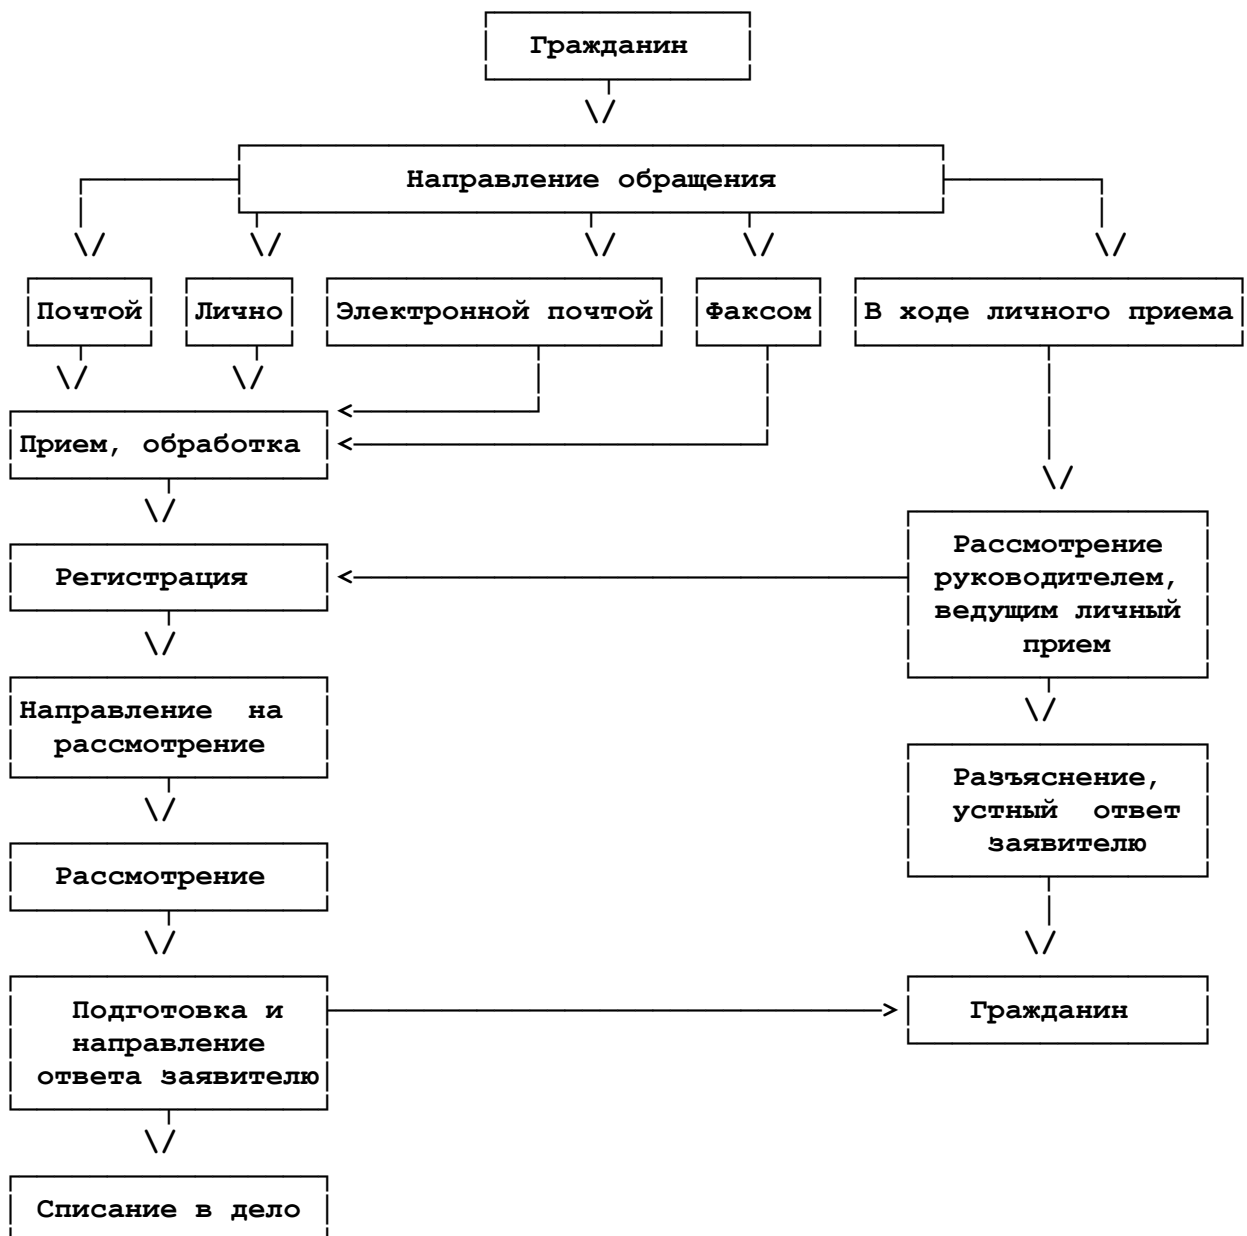 Гражданин
Направление обращения
Почтой
Лично
Электронной почтой
Факсом
В ходе личного приема
Прием, обработка
Регистрация
Рассмотрение
руководителем,
ведущим личный
прием
Направление на
рассмотрение
Разъяснение,
устный ответ
заявителю
Рассмотрение
Подготовка и
направление
ответа заявителю
Гражданин
Списание в дело